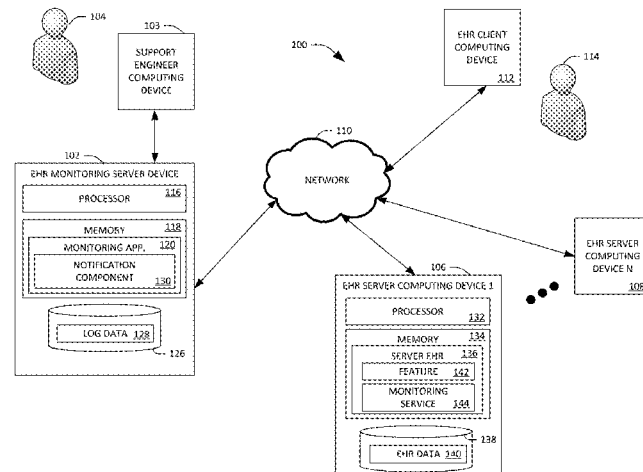 104
103
SUPPORT
ENGINEER
COMPUTING
DEVICE
100
EHR CLIENT
COMPUTING
DEVICE
112
114
102
EHR MONITORING SERVER DEVICE
PROCESSOR 116
MEMORY 118
MONITORING APP. 120
NOTIFICATION
COMPONENT
130
LOG DATA 128
126
110
NETWORK
EHR SERVER
COMPUTING
DEVICE N
108
106
EHR SERVER COMPUTING DEVICE 1
PROCESSOR
132
MEMORY 134
SERVER EHR 136
FEATURE
142
MONITORING
SERVICE 144
138
EHR DATA 140